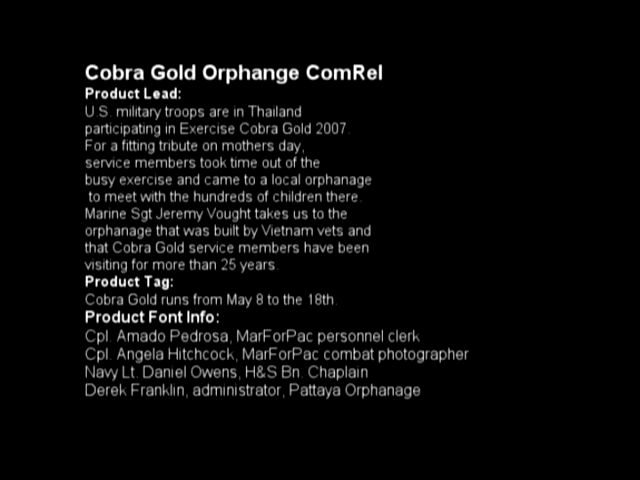 Cobra Gold Orphange ComRel
Product Lead:
U.S. military troops are in Thailand
participating in Exercise Cobra Gold 2007.
For a fitting tribute on mothers day,
service members took time out of the
busy exercise and came to a local orphanage
to meet with the hundreds of children there.
Marine Sgt Jeremy Vought takes us to the
orphanage that was built by Vietnam vets and
that Cobra Gold service members have been
visiting for more than 25 years.
Product Tag:
Cobra Gold runs from May 8 to the 18th.
Product Font Info:
Cpl. Amado Pedrosa, MarForPac personnel clerk
Cpl. Angela Hitchcock, MarForPac combat photographer
Navy Lt. Daniel Owens, H&S Bn. Chaplain
Derek Franklin, administrator, Pattaya Orphanage